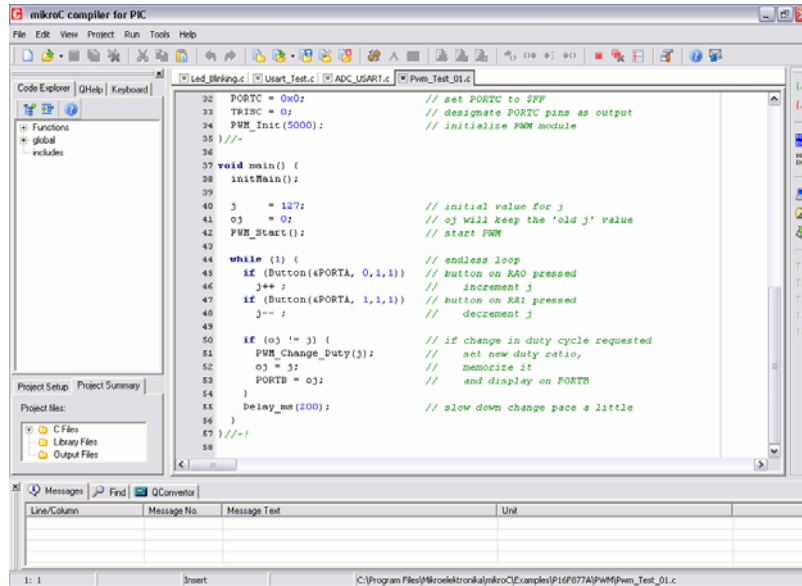 mikroC compiler for PIC
File Edit View Project Run Tools Help
Code Explorer QHelp Keyboard
Functions
global
includes
Led_Blinking.c Usart_Test.c ADC_USART.c Pwm_Test_01.c
32 PORTC = 0x0; // set PORTC to $FF
33 TRISC = 0; // designate PORTC pins as output
34 PWM_Init(5000); // initialize PWM module
35 }//~
36
37 void main() {
38 initMain();
39
40 j = 127; // initial value for j
41 oj = 0; // oj will keep the 'old j' value
42 PWM_Start(); // start PWM
43
44 while (1) { // endless loop
45 if (Button(&PORTA, 0,1,1)) // button on RA0 pressed
46 j++ ; // increment j
47 if (Button(&PORTA, 1,1,1)) // button on RA1 pressed
48 j-- ; // decrement j
49
50 if (oj != j) { // if change in duty cycle requested
51 PWM_Change_Duty(j); // set new duty ratio,
52 oj = j; // memorize it
53 PORTB = oj; // and display on PORTB
54 }
55 Delay_ms(200); // slow down change pace a little
56 }
57 }//~!
58
Project Setup Project Summary
Project files:
C Files
Library Files
Output Files
Messages Find QConvertor
Line/Column Message No. Message Text Unit
1: 1 Insert C:\Program Files\Mikroelektronika\mikroC\Examples\P16F877A\PWM\Pwm_Test_01.c